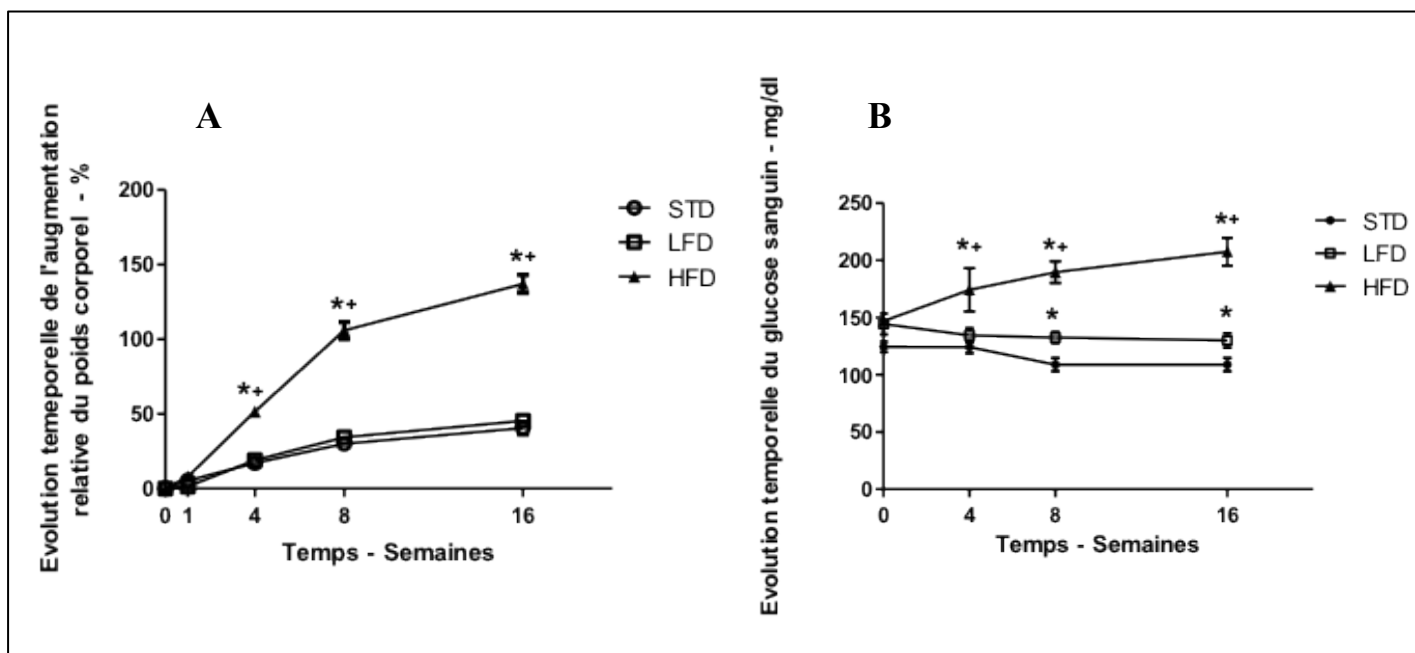 A
Evolution temeporelle de l'augmentation
relative du poids corporel - %
200
150
100
50
0
*+
*+
*+
0 1 4 8 16
Temps - Semaines
STD
LFD
HFD
B
Evolution temporelle du glucose sanguin - mg/dl
250
200
150
100
50
0
*+
*+
*+
*
*
0 4 8 16
Temps - Semaines
STD
LFD
HFD